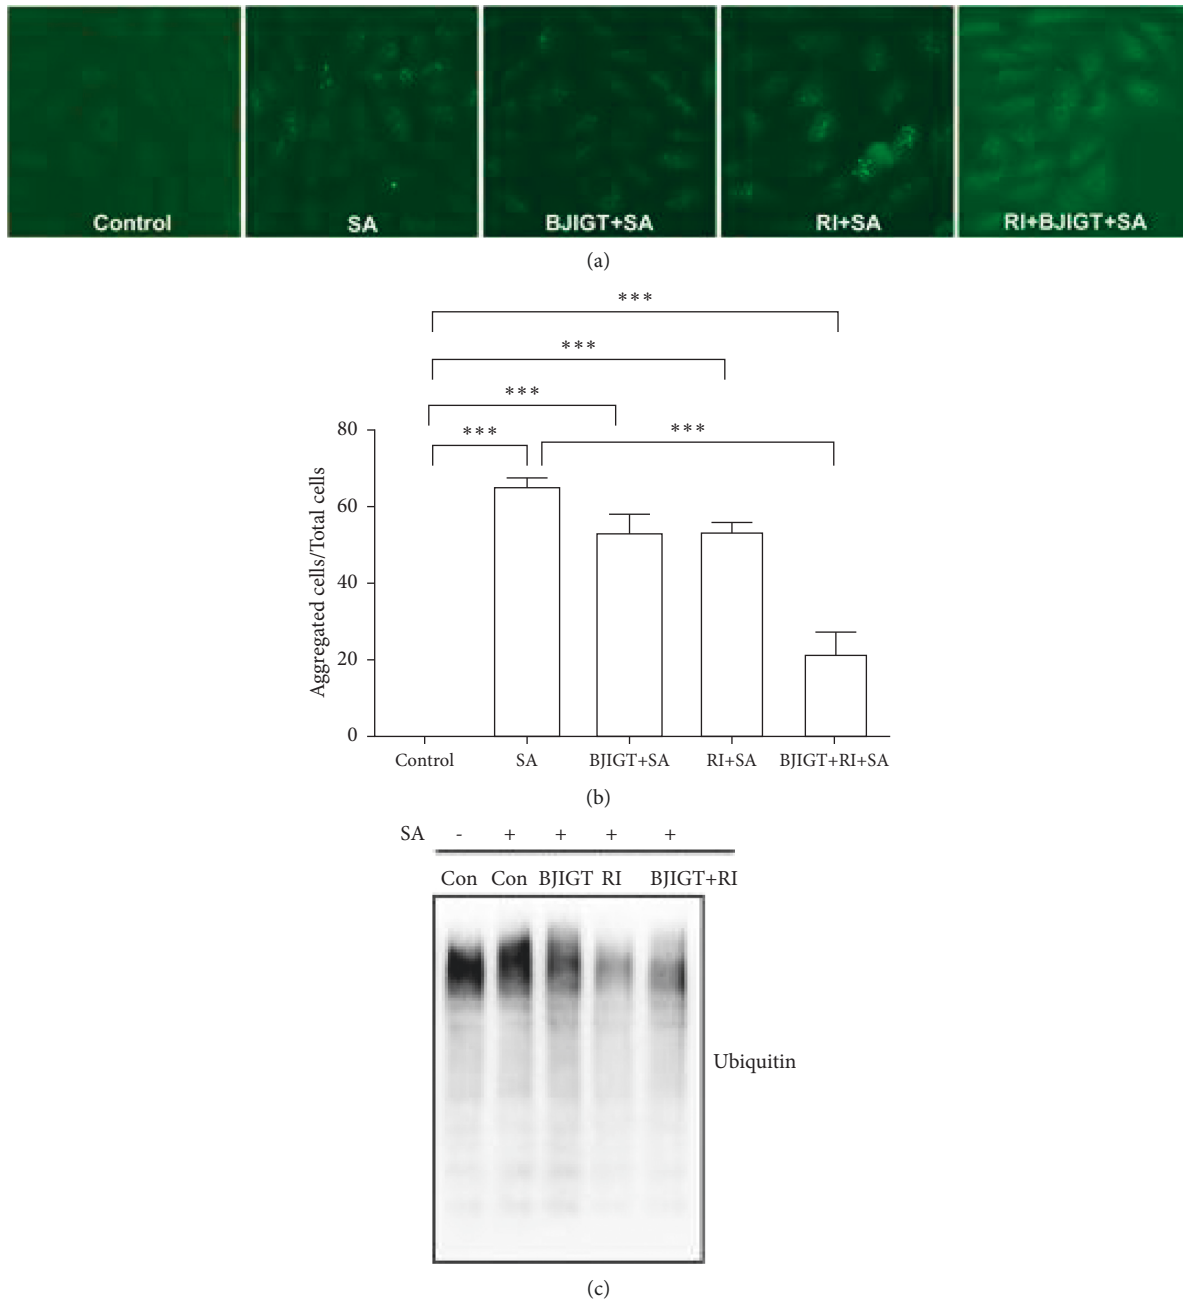 Control SA BJIGT+SA RI+SA RI+BJIGT+SA
(a)
***
***
***
*** ***
80
60
40
20
0
Aggregated cells/Total cells
Control SA BJIGT+SA RI+SA BJIGT+RI+SA
(b)
SA - + + + +
Con Con BJIGT RI BJIGT+RI
Ubiquitin
(c)